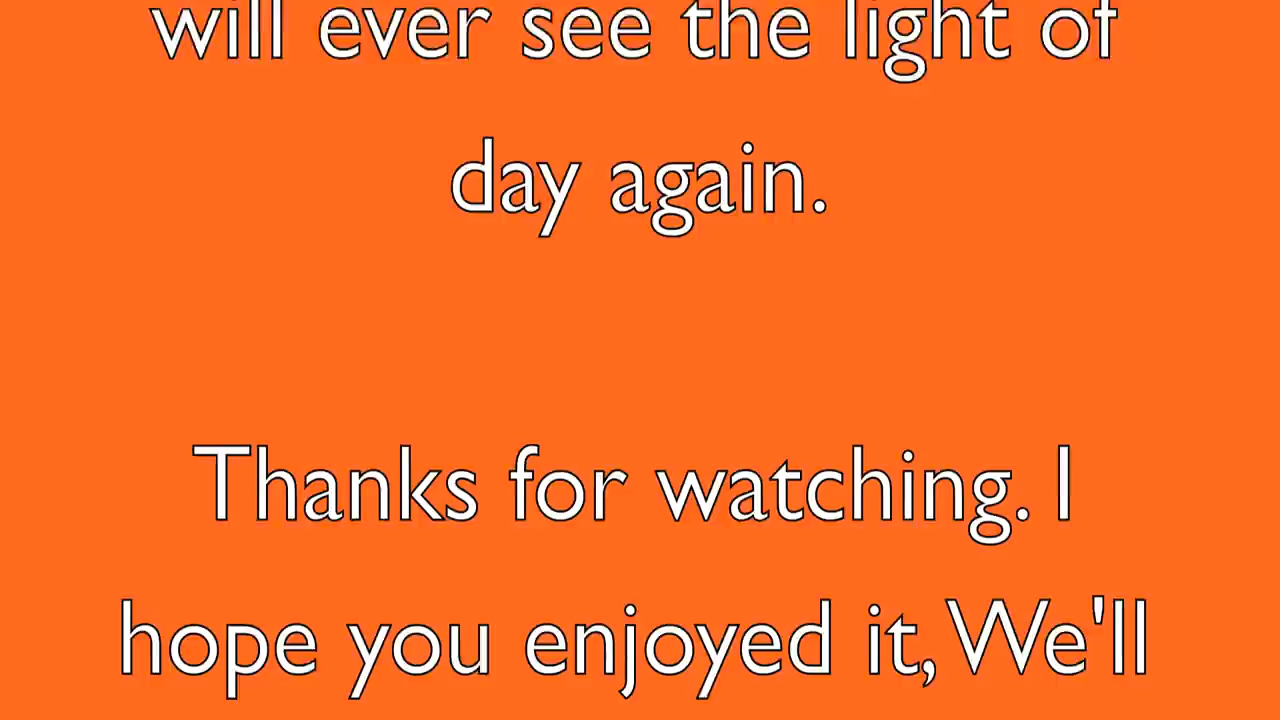 will ever see the light of
day again.
Thanks for watching. I
hope you enjoyed it, We'll